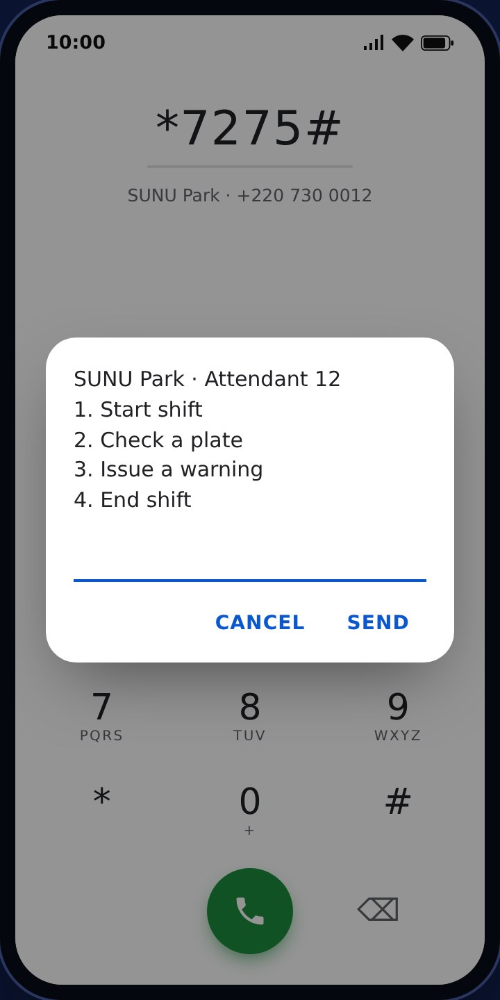 10:00
*7275#
SUNU Park · +220 730 0012
SUNU Park · Attendant 12
1. Start shift
2. Check a plate
3. Issue a warning
4. End shift
CANCEL SEND
7 8 9
PQRS TUV WXYZ
* 0 #
+